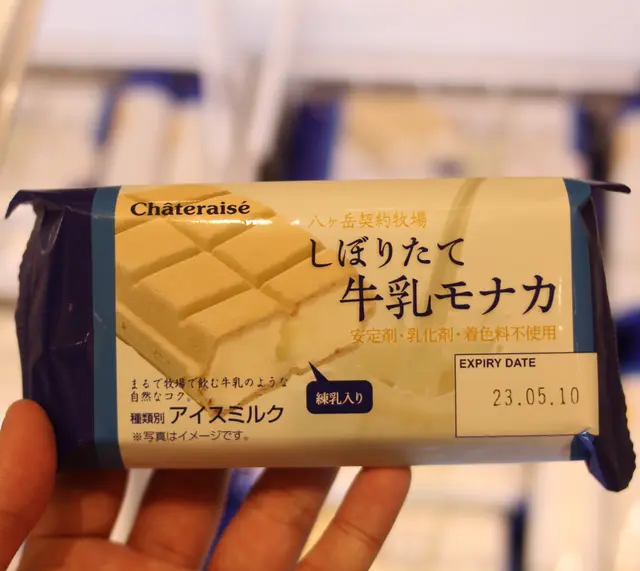 Châteraisé
八ヶ岳契約牧場
しぼりたて
牛乳モナカ
安定剤・乳化剤・着色料不使用
EXPIRY DATE
23.05.10
練乳入り
まるで牧場で飲む牛乳のような
自然なコク。
種類別 アイスミルク
※写真はイメージです。